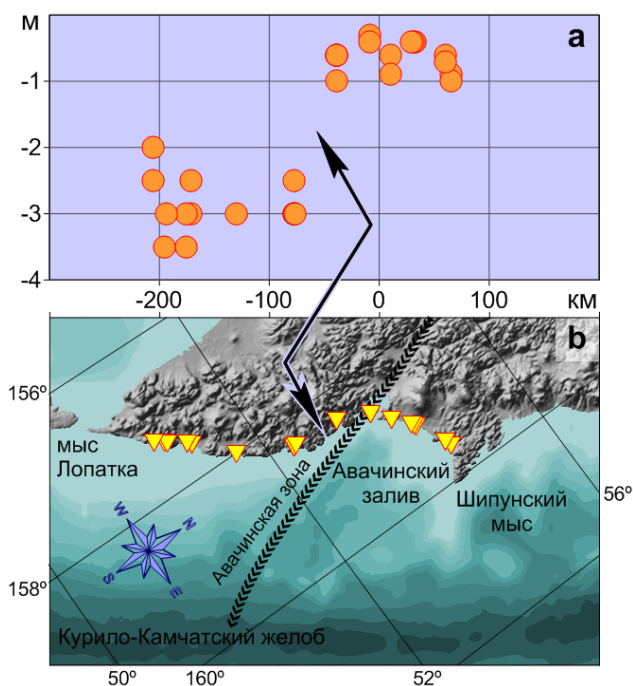 м
a
-1
-2
-3
-4
-200 -100 0 100 км
b
156°
мыс
Лопатка
Авачинская зона
Авачинский
залив
Шипунский
мыс
56°
W
N
S
E
158°
Курило-Камчатский желоб
50° 160° 52°